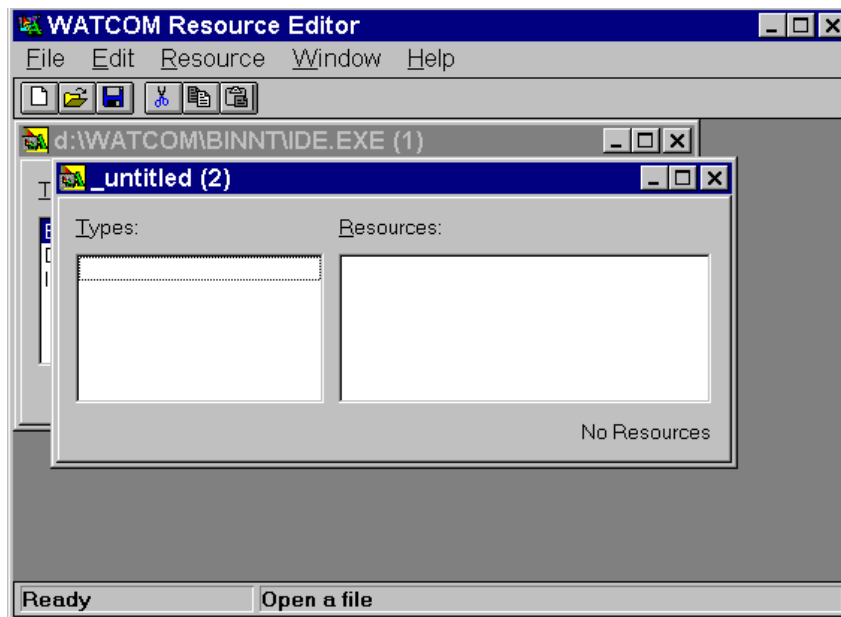 WATCOM Resource Editor
File Edit Resource Window Help
d:\WATCOM\BINNT\IDE.EXE (1)
_untitled (2)
Types: Resources:
No Resources
Ready Open a file